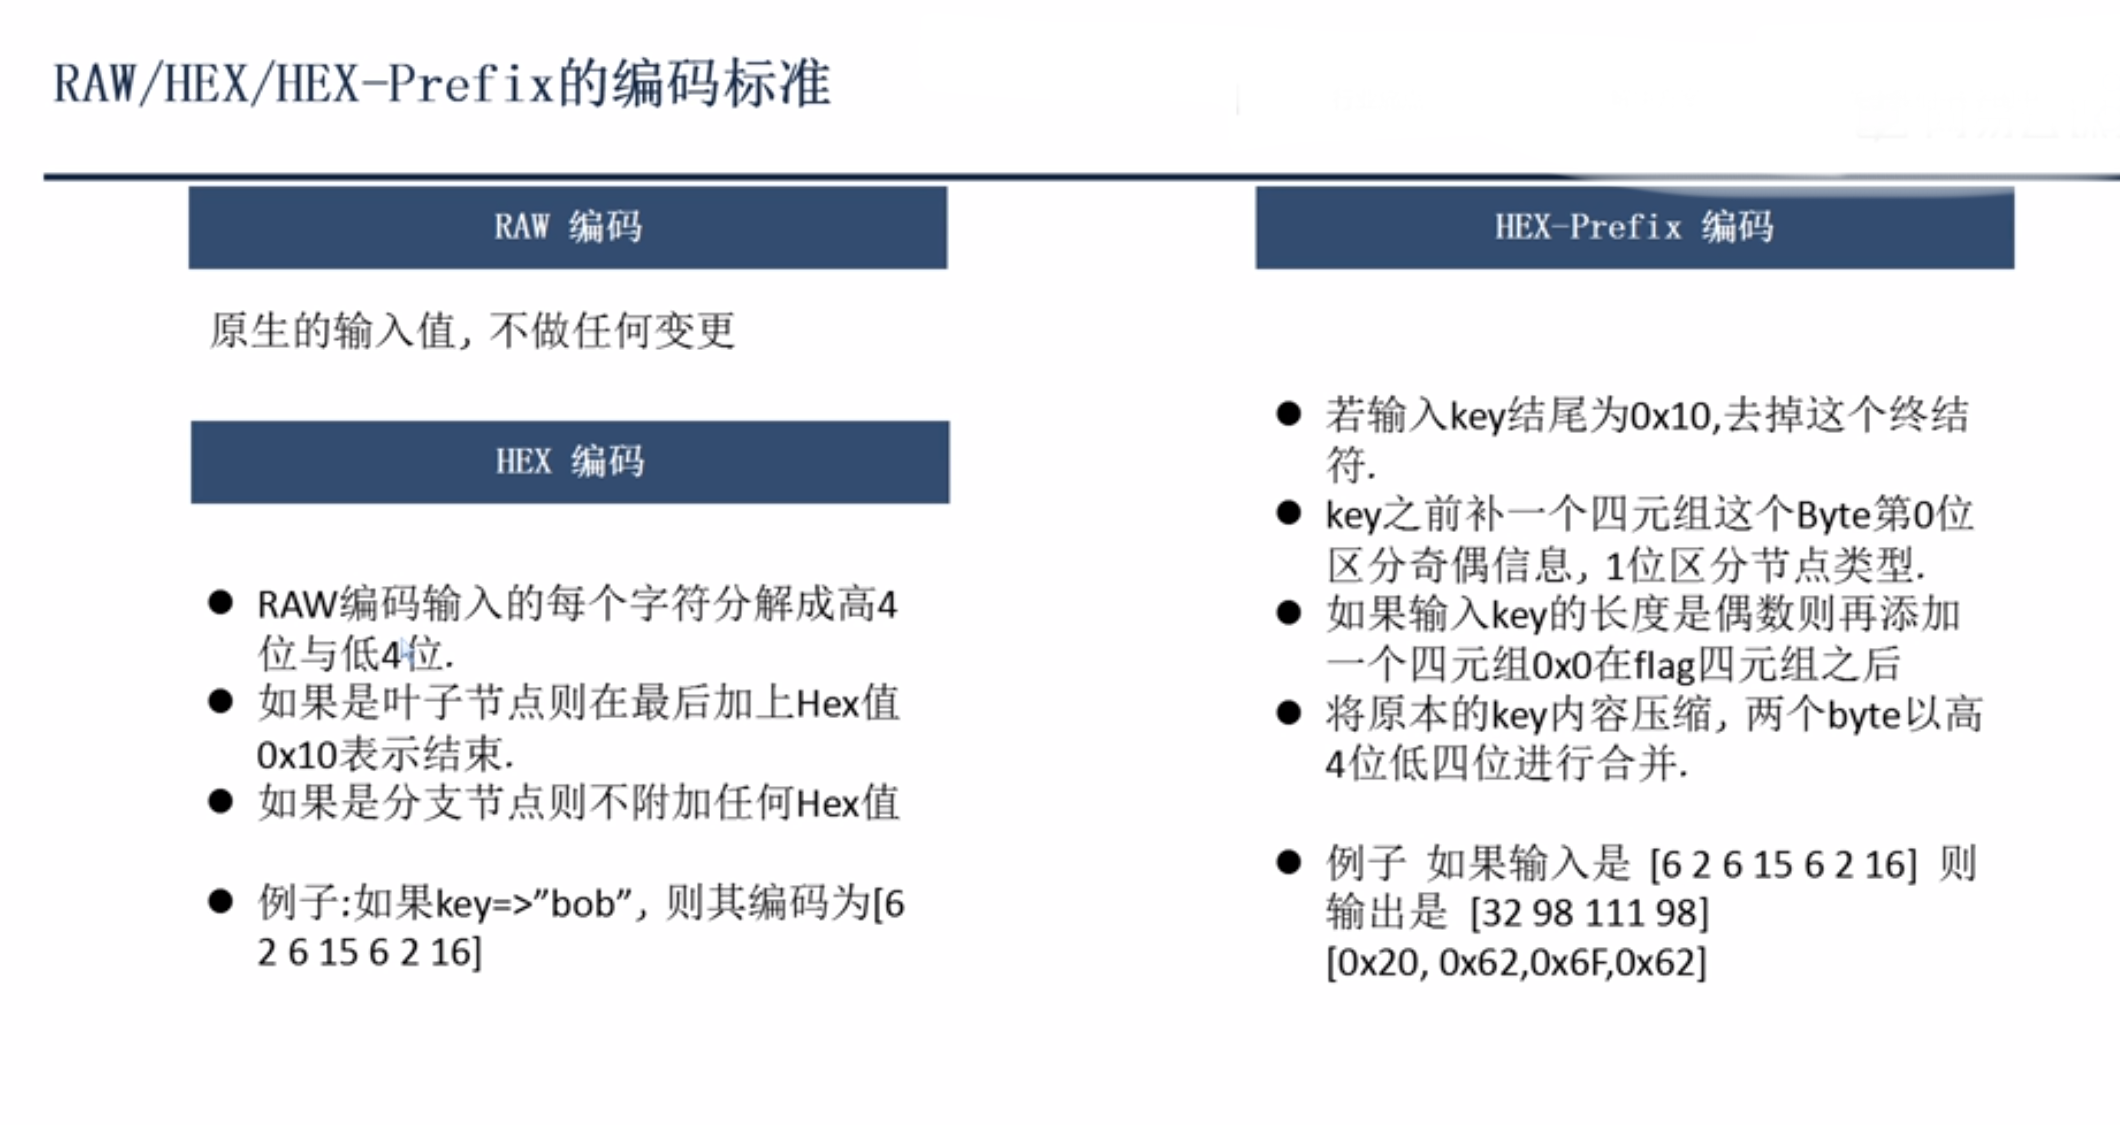 RAW/HEX/HEX-Prefix的编码标准
RAW 编码
原生的输入值, 不做任何变更
HEX 编码
● RAW编码输入的每个字符分解成高4
位与低4位.
● 如果是叶子节点则在最后加上Hex值
0x10表示结束.
● 如果是分支节点则不附加任何Hex值
● 例子:如果key=>”bob”, 则其编码为[6
2 6 15 6 2 16]
HEX-Prefix 编码
● 若输入key结尾为0x10,去掉这个终结
符.
● key之前补一个四元组这个Byte第0位
区分奇偶信息, 1位区分节点类型.
● 如果输入key的长度是偶数则再添加
一个四元组0x0在flag四元组之后
● 将原本的key内容压缩, 两个byte以高
4位低四位进行合并.
● 例子 如果输入是 [6 2 6 15 6 2 16] 则
输出是 [32 98 111 98]
[0x20, 0x62,0x6F,0x62]